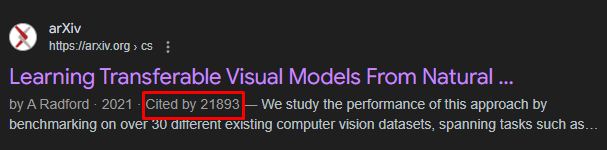 arXiv
https://arxiv.org › cs
Learning Transferable Visual Models From Natural ...
by A Radford · 2021 · Cited by 21893 — We study the performance of this approach by
benchmarking on over 30 different existing computer vision datasets, spanning tasks such as...